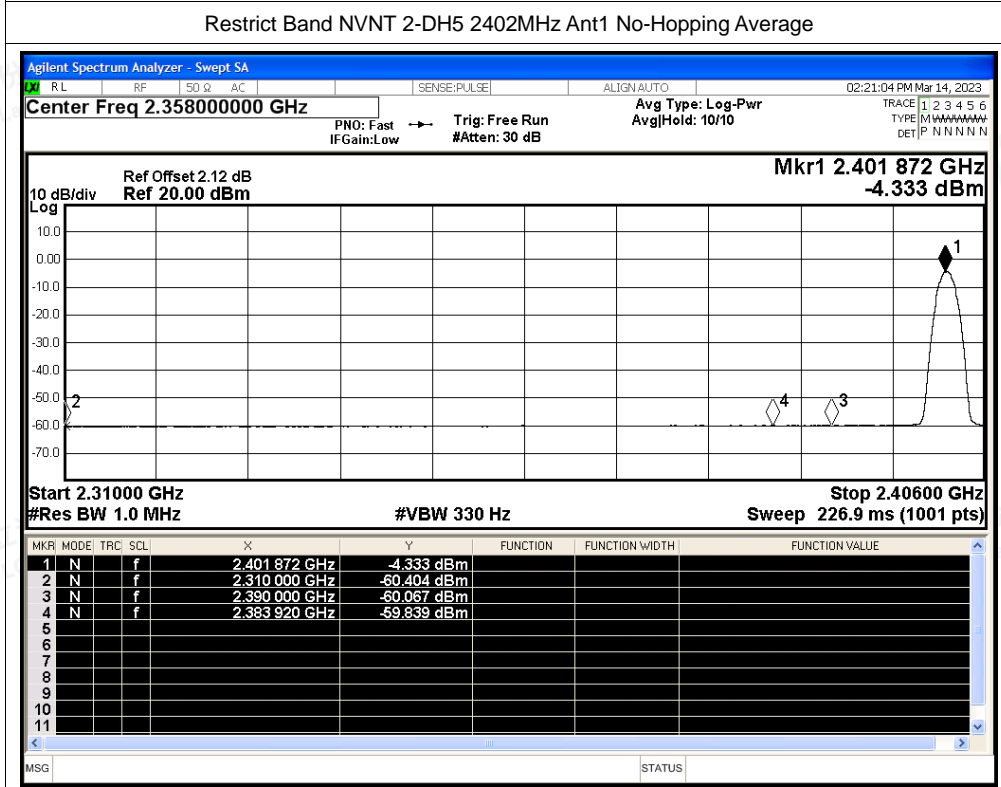 Restrict Band NVNT 2-DH5 2402MHz Ant1 No-Hopping Average
Agilent Spectrum Analyzer - Swept SA
LXI RL RF 50 Ω AC SENSE:PULSE ALIGN AUTO 02:21:04 PM Mar 14, 2023
Center Freq 2.358000000 GHz
PNO: Fast
IFGain:Low
Trig: Free Run
#Atten: 30 dB
Avg Type: Log-Pwr
Avg|Hold: 10/10
TRACE 1 2 3 4 5 6
TYPE M WWWWW
DET P N N N N N
Ref Offset 2.12 dB
10 dB/div Ref 20.00 dBm
Log
Mkr1 2.401 872 GHz
-4.333 dBm
10.0
0.00
-10.0
-20.0
-30.0
-40.0
-50.0
-60.0
-70.0
1
2
4
3
Start 2.31000 GHz Stop 2.40600 GHz
#Res BW 1.0 MHz #VBW 330 Hz Sweep 226.9 ms (1001 pts)
MKR MODE TRC SCL X Y FUNCTION FUNCTION WIDTH FUNCTION VALUE
1 N f 2.401 872 GHz -4.333 dBm
2 N f 2.310 000 GHz -60.404 dBm
3 N f 2.390 000 GHz -60.067 dBm
4 N f 2.383 920 GHz -59.839 dBm
5
6
7
8
9
10
11
MSG STATUS